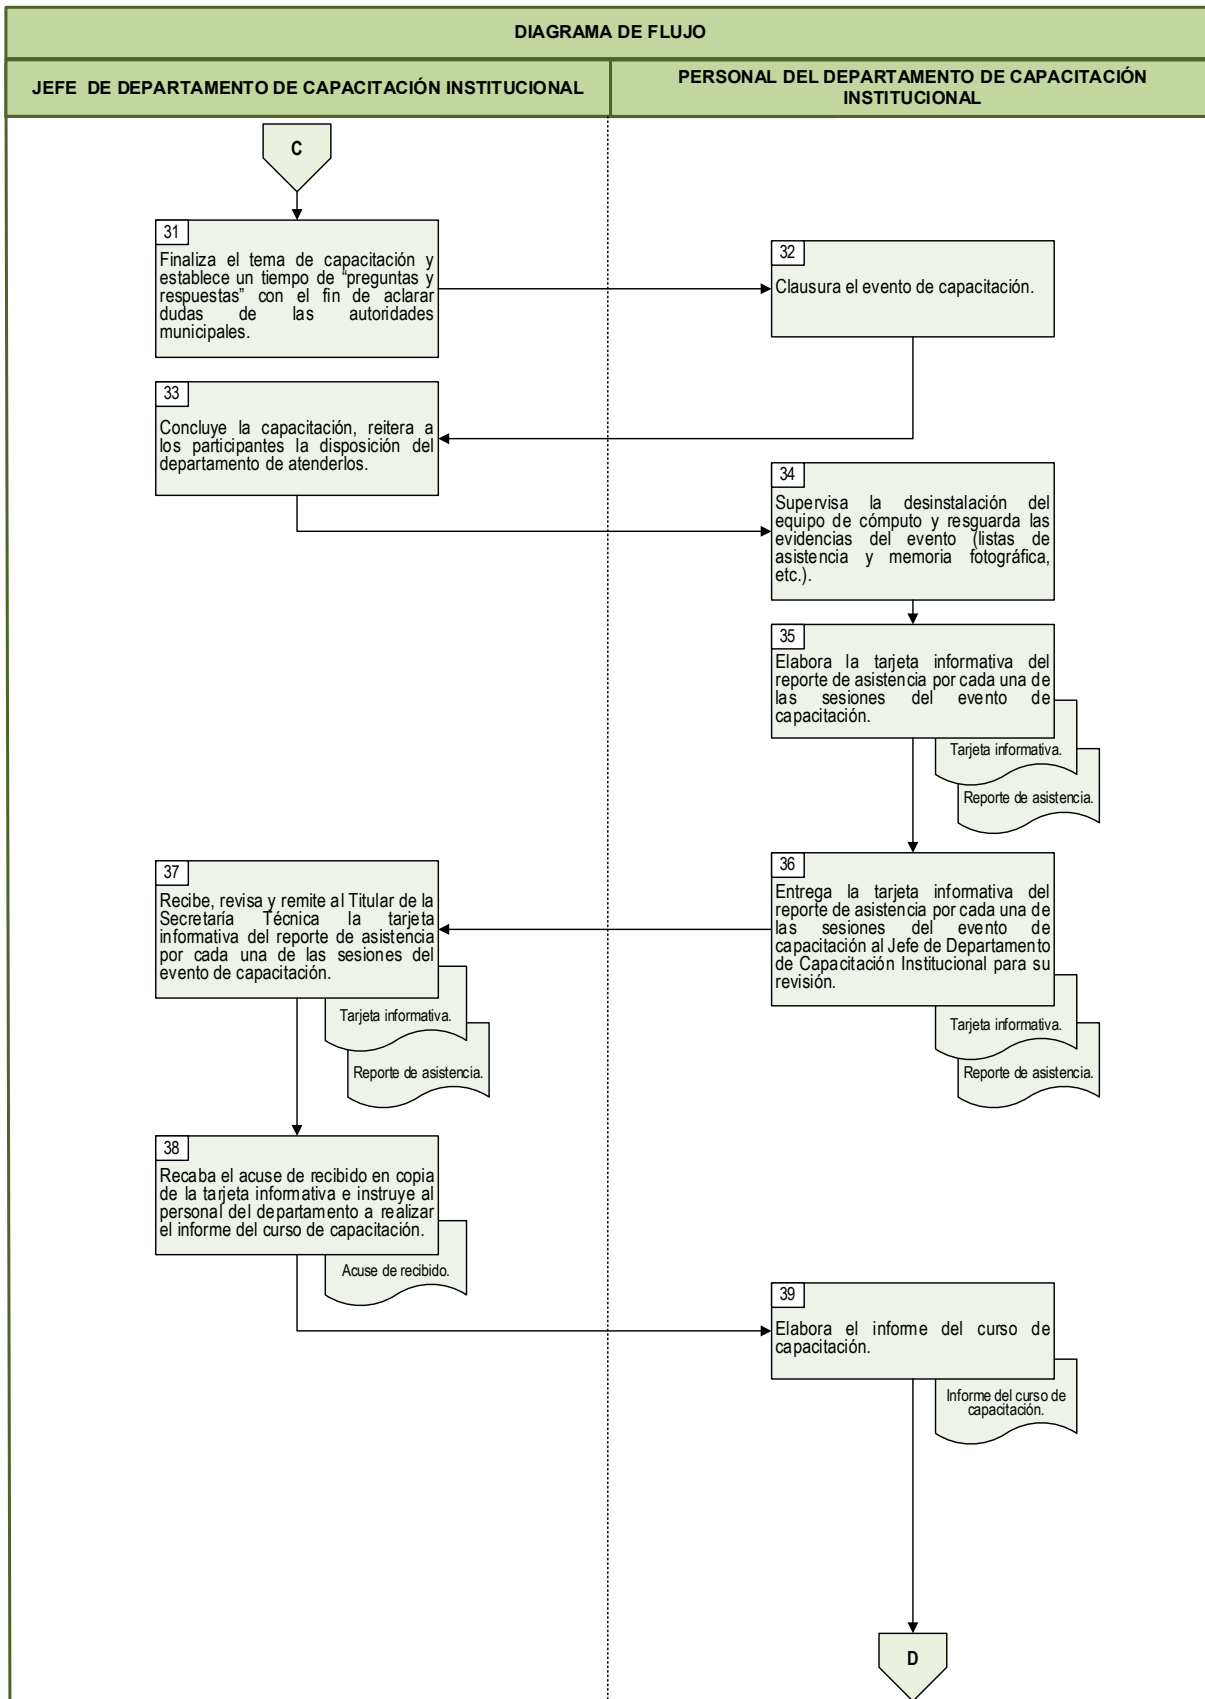 DIAGRAMA DE FLUJO
JEFE DE DEPARTAMENTO DE CAPACITACIÓN INSTITUCIONAL
PERSONAL DEL DEPARTAMENTO DE CAPACITACIÓN
INSTITUCIONAL
C
31
Finaliza el tema de capacitación y
establece un tiempo de “preguntas y
respuestas” con el fin de aclarar
dudas de las autoridades
municipales.
32
Clausura el evento de capacitación.
33
Concluye la capacitación, reitera a
los participantes la disposición del
departamento de atenderlos.
34
Supervisa la desinstalación del
equipo de cómputo y resguarda las
evidencias del evento (listas de
asistencia y memoria fotográfica,
etc.).
35
Elabora la tarjeta informativa del
reporte de asistencia por cada una de
las sesiones del evento de
capacitación.
Tarjeta informativa.
Reporte de asistencia.
36
Entrega la tarjeta informativa del
reporte de asistencia por cada una de
las sesiones del evento de
capacitación al Jefe de Departamento
de Capacitación Institucional para su
revisión.
Tarjeta informativa.
Reporte de asistencia.
37
Recibe, revisa y remite al Titular de la
Secretaría Técnica la tarjeta
informativa del reporte de asistencia
por cada una de las sesiones del
evento de capacitación.
Tarjeta informativa.
Reporte de asistencia.
38
Recaba el acuse de recibido en copia
de la tarjeta informativa e instruye al
personal del departamento a realizar
el informe del curso de capacitación.
Acuse de recibido.
39
Elabora el informe del curso de
capacitación.
Informe del curso de
capacitación.
D